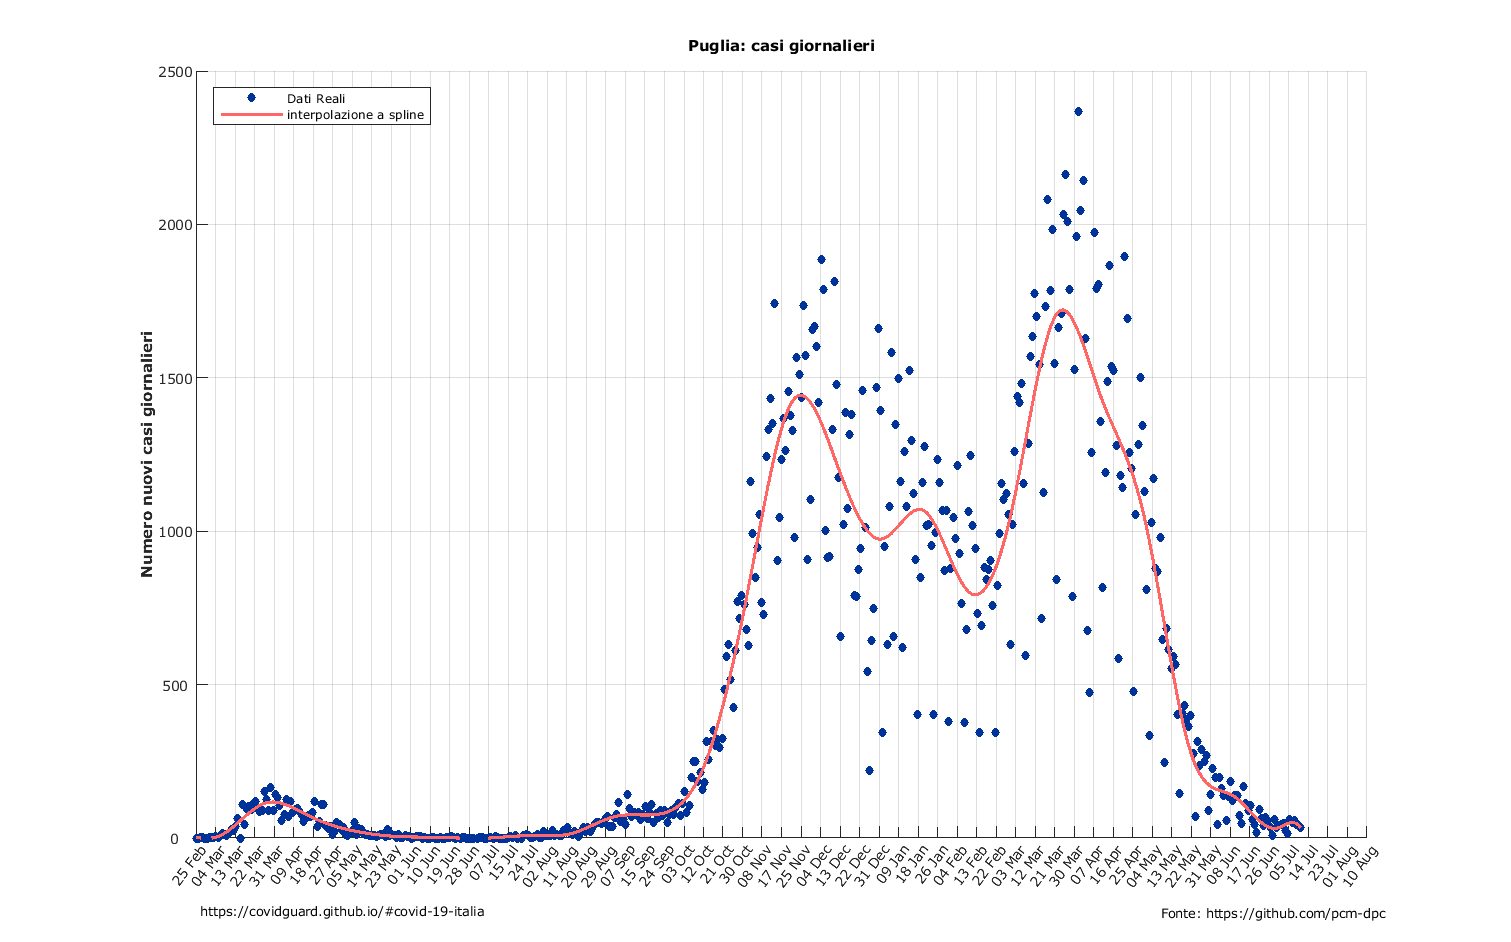 Puglia: casi giornalieri
Dati Reali
interpolazione a spline
Numero nuovi casi giornalieri
2500
2000
1500
1000
500
0
25 Feb
04 Mar
13 Mar
22 Mar
31 Mar
09 Apr
18 Apr
27 Apr
05 May
14 May
23 May
01 Jun
10 Jun
19 Jun
28 Jun
07 Jul
15 Jul
24 Jul
02 Aug
11 Aug
20 Aug
29 Aug
07 Sep
15 Sep
24 Sep
03 Oct
12 Oct
21 Oct
30 Oct
08 Nov
17 Nov
25 Nov
04 Dec
13 Dec
22 Dec
31 Dec
09 Jan
18 Jan
26 Jan
04 Feb
13 Feb
22 Feb
03 Mar
12 Mar
21 Mar
30 Mar
07 Apr
16 Apr
25 Apr
04 May
13 May
22 May
31 May
08 Jun
17 Jun
26 Jun
05 Jul
14 Jul
23 Jul
01 Aug
10 Aug
https://covidguard.github.io/#covid-19-italia
Fonte: https://github.com/pcm-dpc